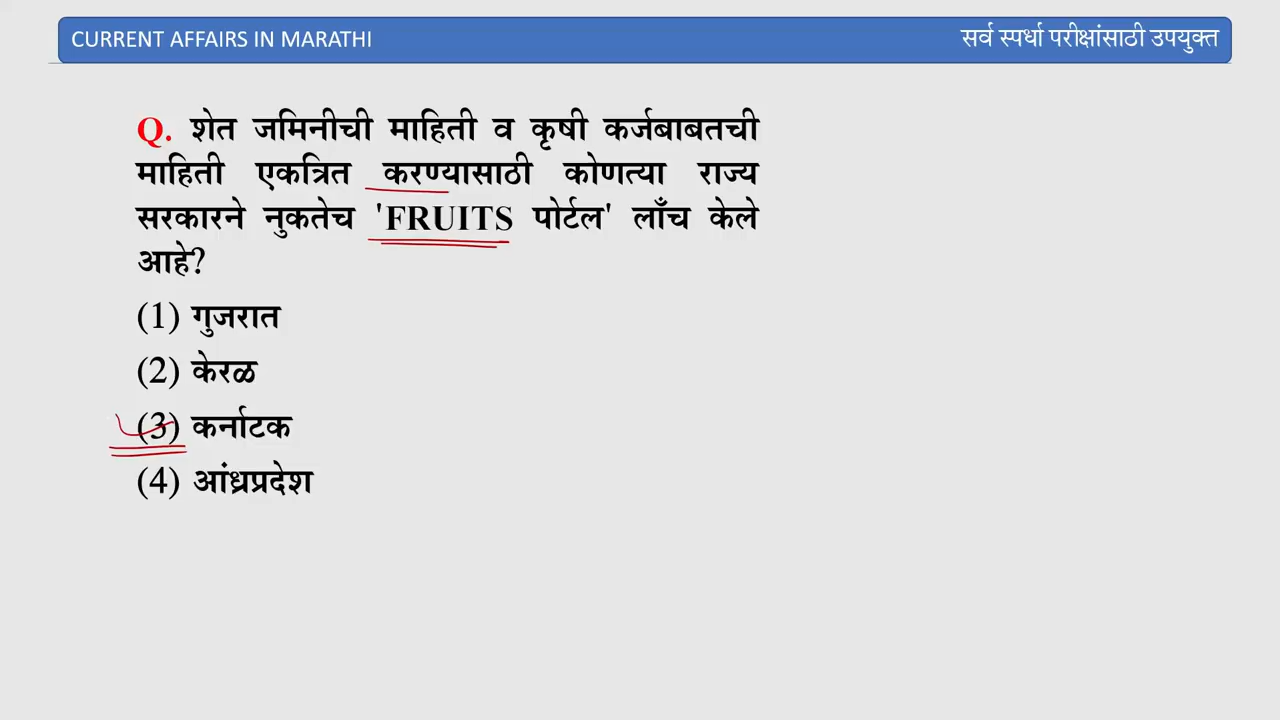 CURRENT AFFAIRS IN MARATHI
सर्व स्पर्धा परीक्षांसाठी उपयुक्त
Q. शेत जमिनीची माहिती व कृषी कर्जबाबतची
माहिती एकत्रित करण्यासाठी कोणत्या राज्य
सरकारने नुकतेच 'FRUITS पोर्टल' लाँच केले
आहे?
(1) गुजरात
(2) केरळ
(3) कर्नाटक
(4) आंध्रप्रदेश